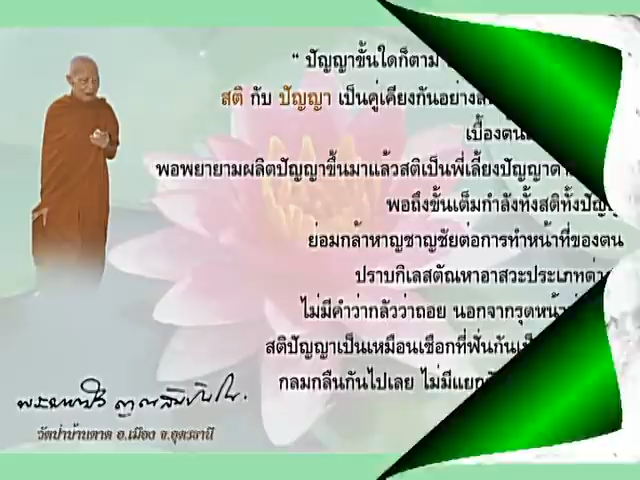 “ ปัญญาขั้นใดก็ตาม
สติ กับ ปัญญา เป็นคู่เคียงกันอย่าง
เบื้องต้น
พอพยายามผลิตปัญญาขึ้นมาแล้วสติเป็นพี่เลี้ยงปัญญา
พอถึงขั้นเต็มกำลังทั้งสติทั้ง
ย่อมกล้าหาญชาญชัยต่อการทำหน้าที่ของตน
ปราบกิเลสตัณหาอาสวะประเภท
ไม่มีคำว่ากลัวว่าถอย นอกจากรุดหน้า
สติปัญญาเป็นเหมือนเชือกที่ฟั่นกัน
กลมกลืนกันไปเลย ไม่มี
วัดป่าบ้านตาด อ.เมือง จ.อุดรธานี